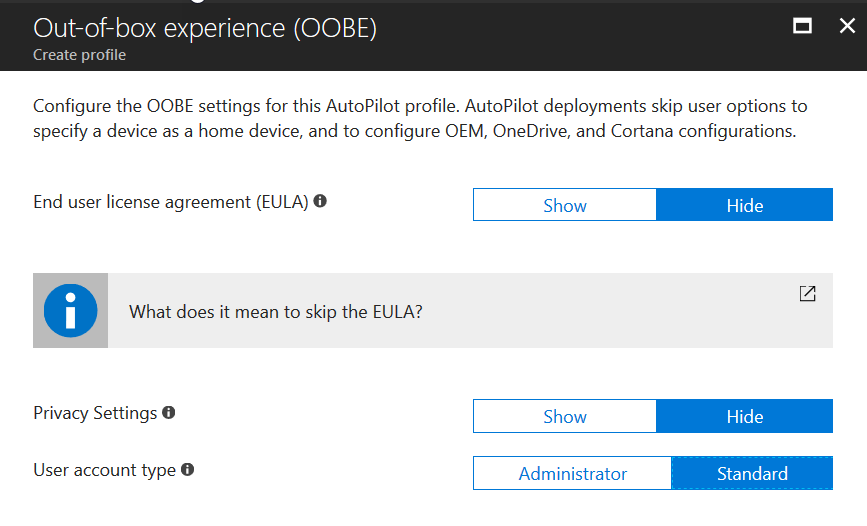 Out-of-box experience (OOBE)
Create profile
Configure the OOBE settings for this AutoPilot profile. AutoPilot deployments skip user options to
specify a device as a home device, and to configure OEM, OneDrive, and Cortana configurations.
End user license agreement (EULA)
Show Hide
What does it mean to skip the EULA?
Privacy Settings
Show Hide
User account type
Administrator Standard